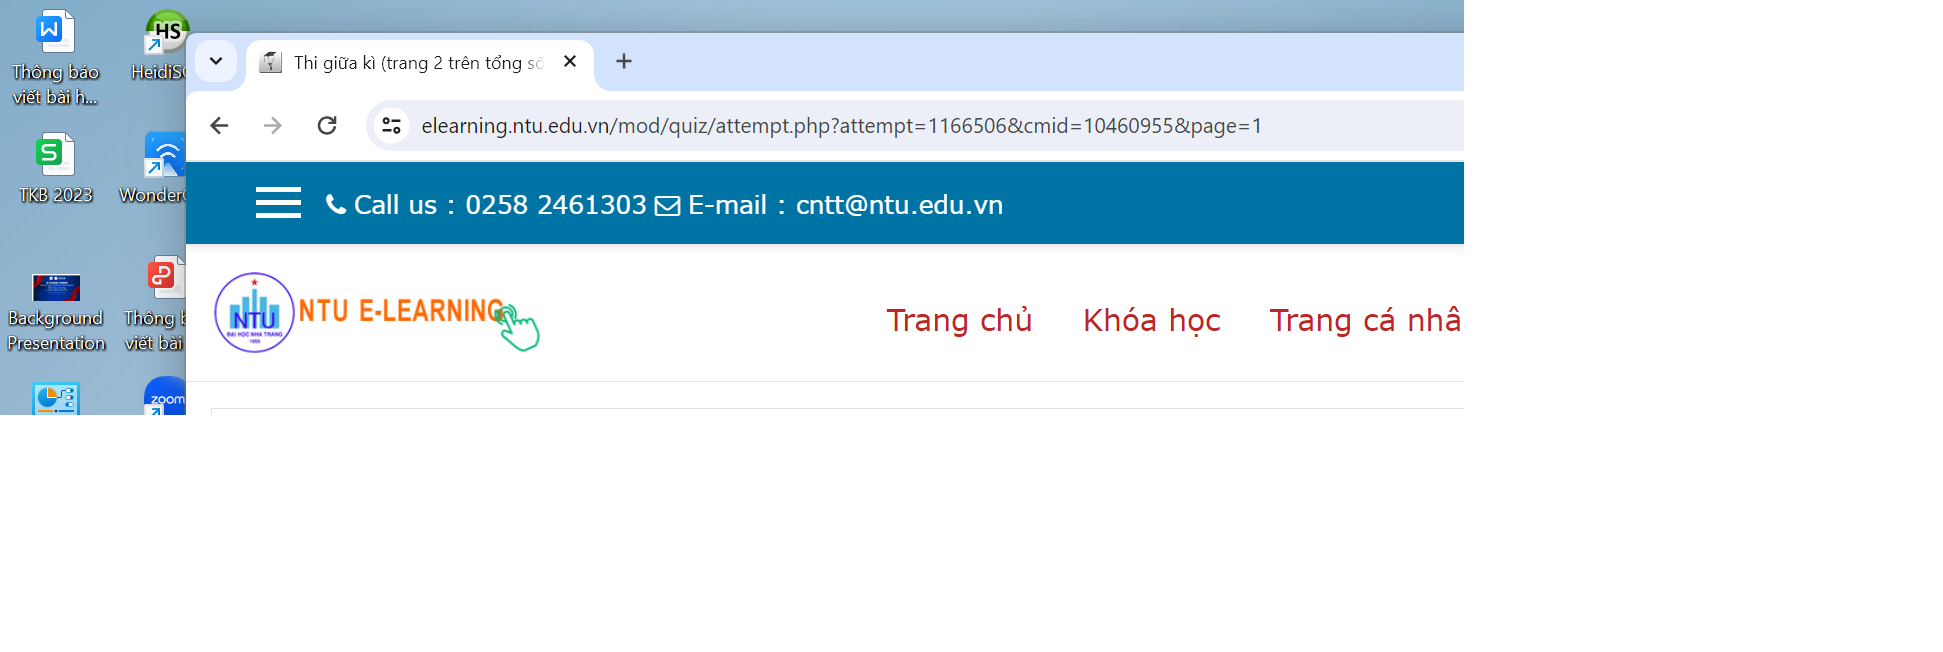 Thông báo
viết bài h...
HeidiSQ
TKB 2023
Wonder
Background
Presentation
Thông b
viết bài
zoom
HS
Thi giữa kì (trang 2 trên tổng số
elearning.ntu.edu.vn/mod/quiz/attempt.php?attempt=1166506&cmid=10460955&page=1
Call us : 0258 2461303 E-mail : cntt@ntu.edu.vn
NTU
ĐẠI HỌC NHA TRANG
1959
NTU E-LEARNING
Trang chủ Khóa học Trang cá nhâ